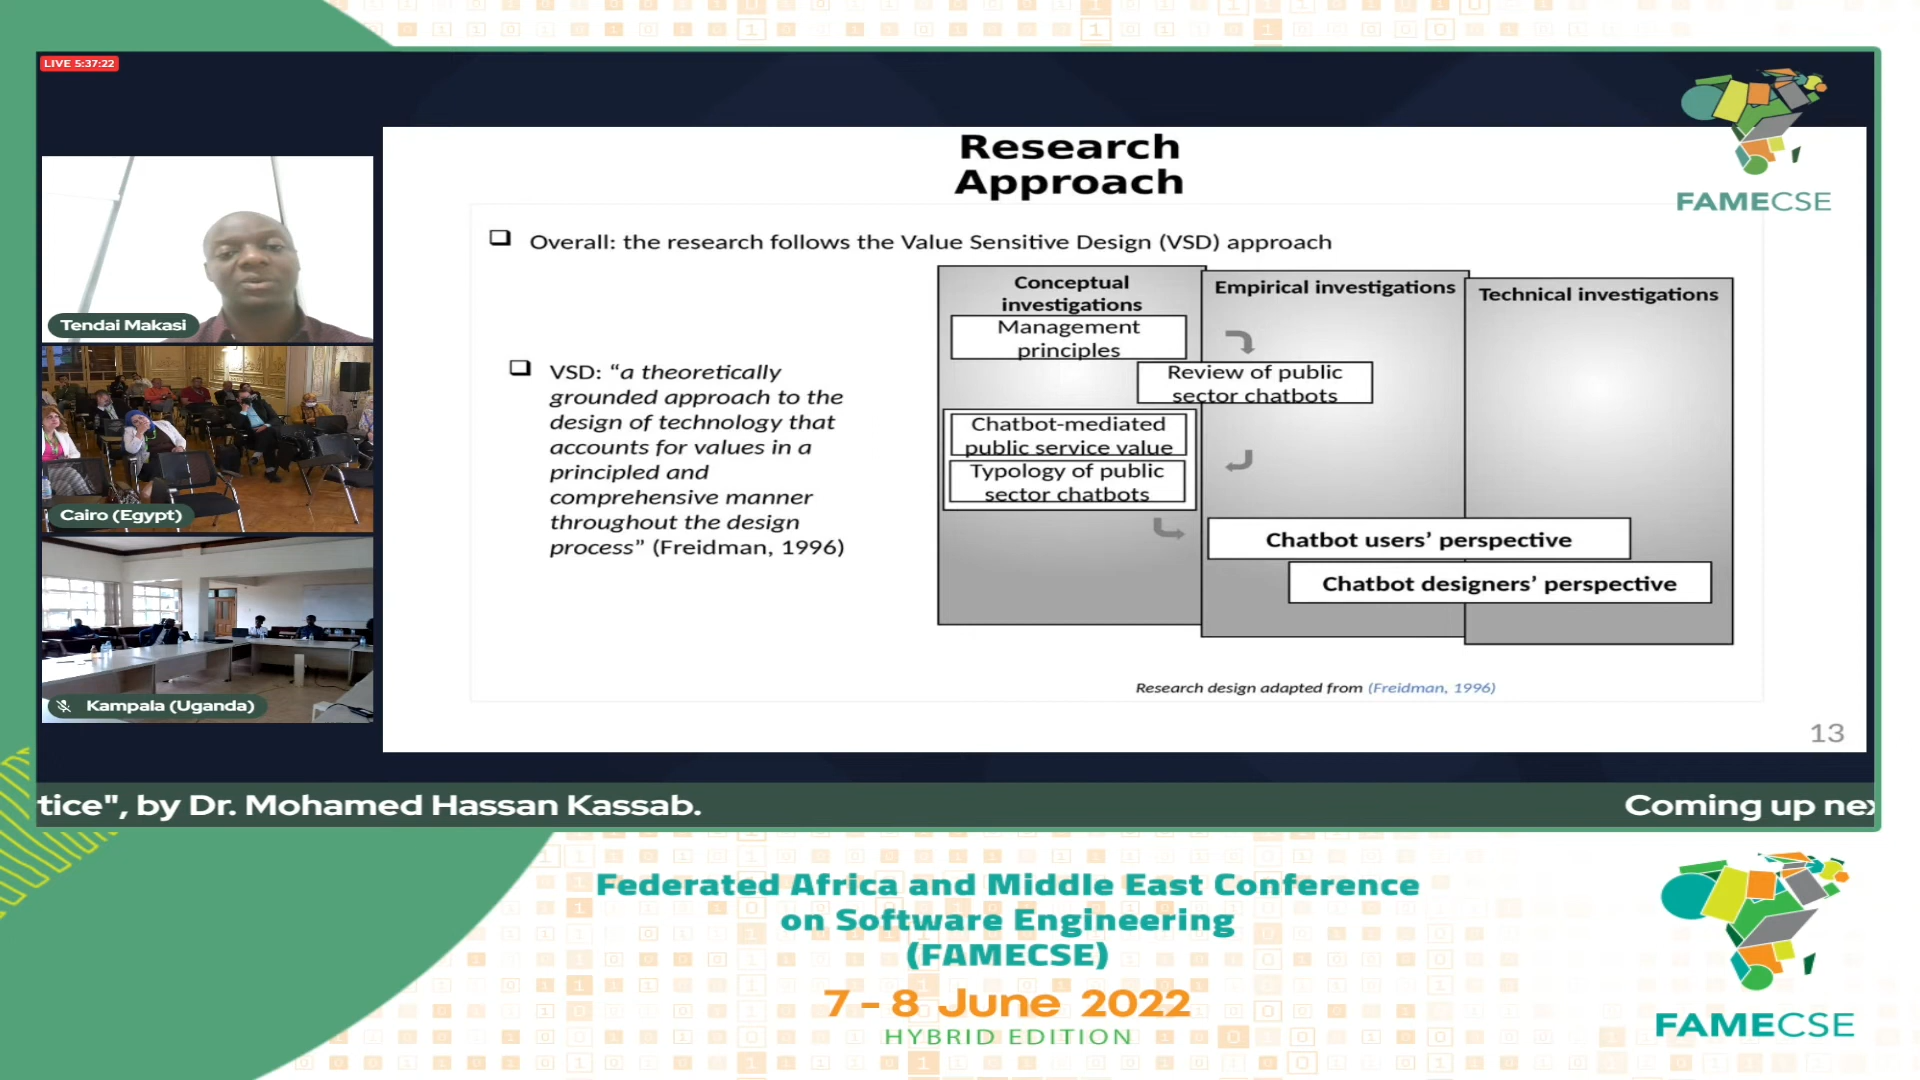 LIVE 5:37:22
FAMECSE
Tendai Makasi
Cairo (Egypt)
Kampala (Uganda)
Research
Approach
Overall: the research follows the Value Sensitive Design (VSD) approach
VSD: “a theoretically
grounded approach to the
design of technology that
accounts for values in a
principled and
comprehensive manner
throughout the design
process” (Freidman, 1996)
Conceptual
investigations
Management
principles
Chatbot-mediated
public service value
Typology of public
sector chatbots
Empirical investigations
Review of public
sector chatbots
Technical investigations
Chatbot users’ perspective
Chatbot designers’ perspective
Research design adapted from (Freidman, 1996)
13
tice", by Dr. Mohamed Hassan Kassab.
Coming up nex
Federated Africa and Middle East Conference
on Software Engineering
(FAMECSE)
7 - 8 June 2022
HYBRID EDITION
FAMECSE